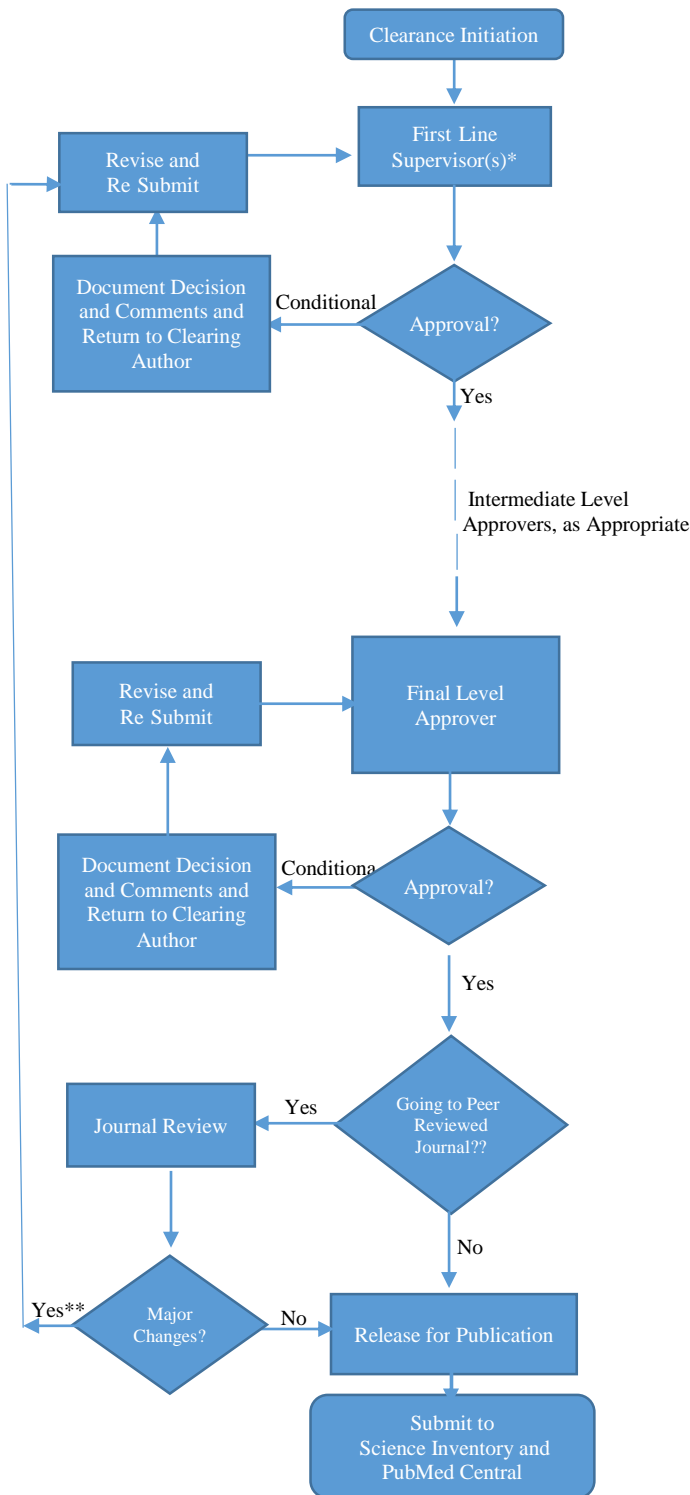 Clearance Initiation
First Line
Supervisor(s)*
Revise and
Re Submit
Document Decision
and Comments and
Return to Clearing
Author
Conditional
Approval?
Yes
Intermediate Level
Approvers, as Appropriate
Revise and
Re Submit
Final Level
Approver
Document Decision
and Comments and
Return to Clearing
Author
Conditiona
Approval?
Yes
Journal Review
Yes
Going to Peer
Reviewed
Journal??
No
Yes**
Major
Changes?
No
Release for Publication
Submit to
Science Inventory and
PubMed Central